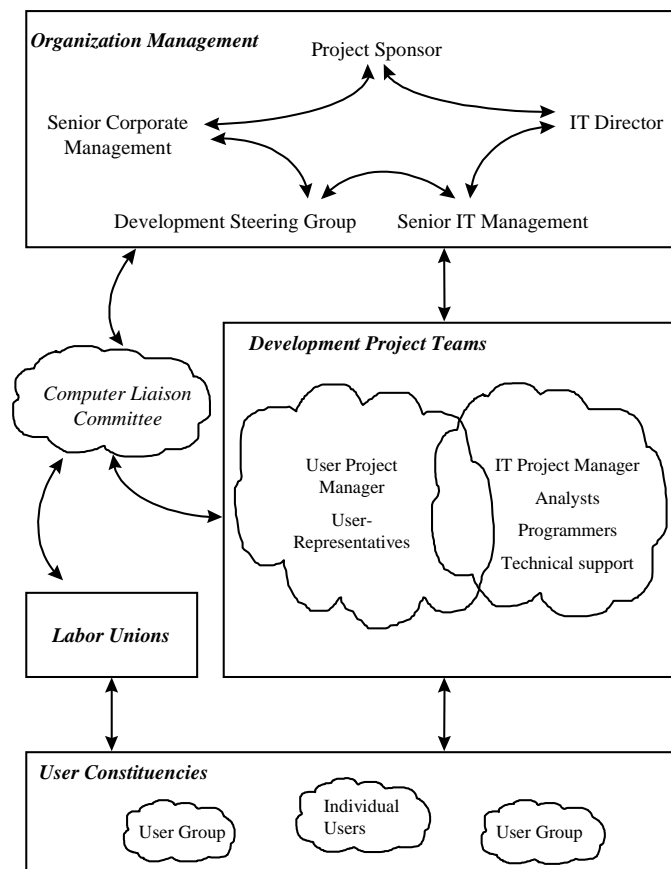 Organization Management
Project Sponsor
Senior Corporate
Management
IT Director
Development Steering Group
Senior IT Management
Development Project Teams
Computer Liaison
Committee
User Project
Manager
User-
Representatives
IT Project Manager
Analysts
Programmers
Technical support
Labor Unions
User Constituencies
User Group
Individual
Users
User Group